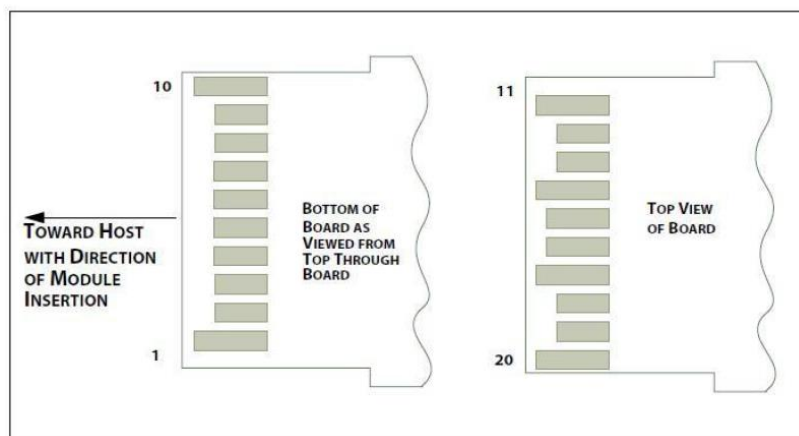 10
1
TOWARD HOST
WITH DIRECTION
OF MODULE
INSERTION
BOTTOM OF
BOARD AS
VIEWED FROM
TOP THROUGH
BOARD
11
20
TOP VIEW
OF BOARD